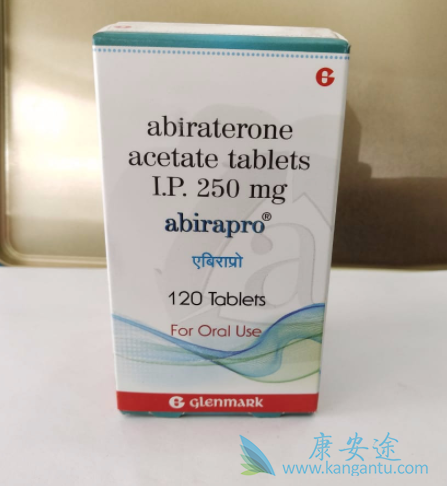 abiraterone
acetate tablets
I.P. 250 mg
abirapro®
एबिराप्रो
120 Tablets
For Oral Use
G glenmark
康安途
www.kangantu.com